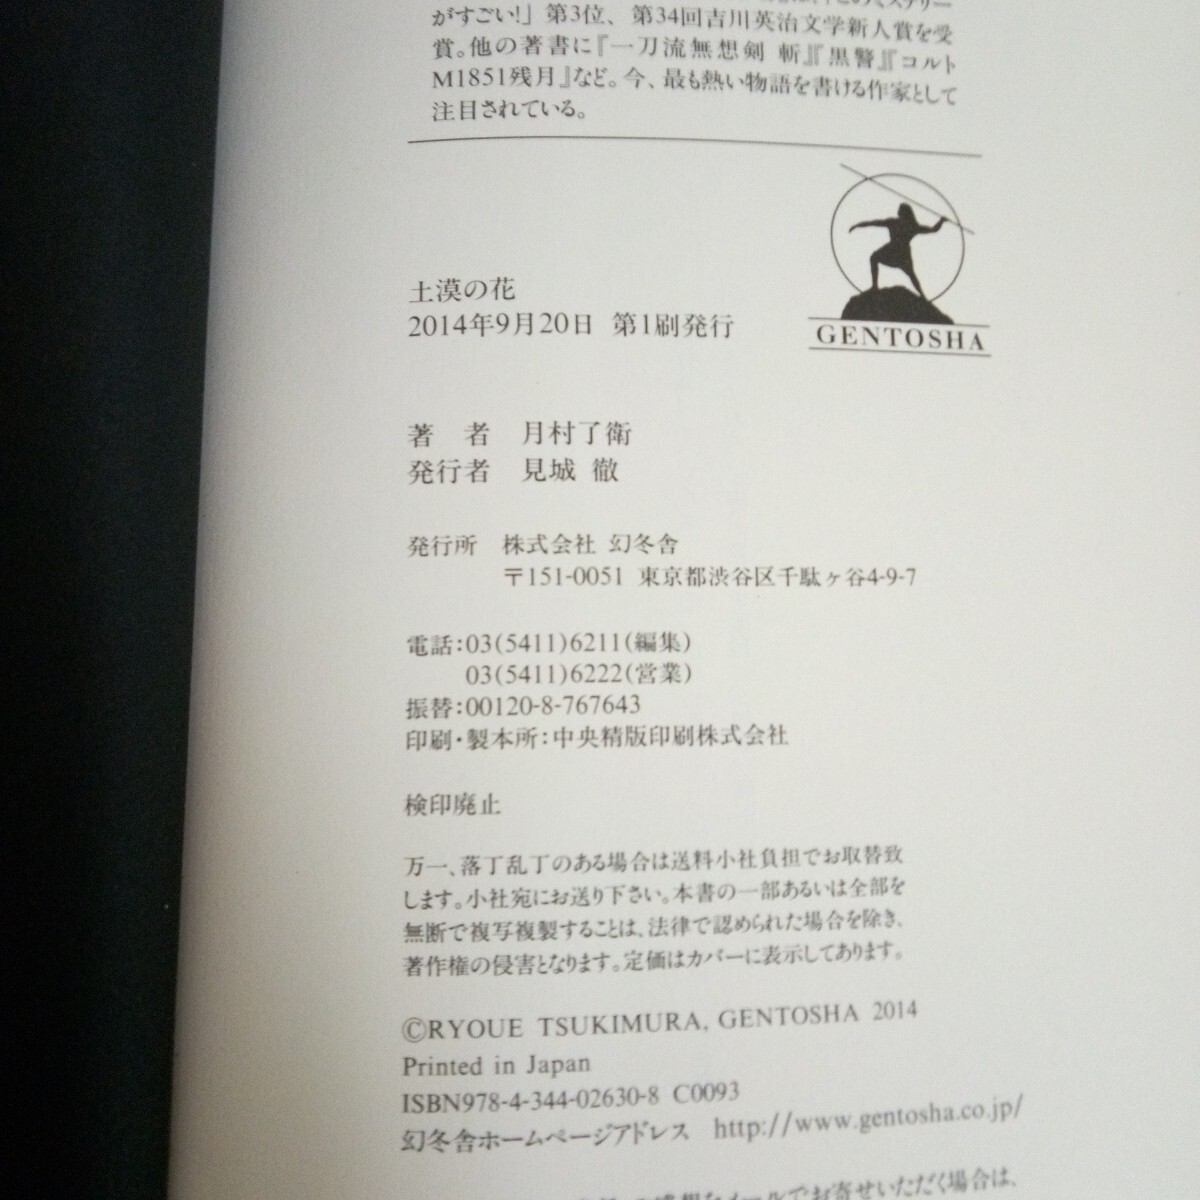 がすごい!」第3位、第34回吉川英治文学新人賞を受
賞。他の著書に『一刀流無想剣 斬』『黒警』『コルト
M1851残月』など。今、最も熱い物語を書ける作家として
注目されている。
GENTOSHA
土漠の花
2014年9月20日 第1刷発行
著 者 月村了衛
発行者 見城 徹
発行所 株式会社 幻冬舎
〒151-0051 東京都渋谷区千駄ヶ谷4-9-7
電話:03(5411)6211(編集)
03(5411)6222(営業)
振替:00120-8-767643
印刷・製本所:中央精版印刷株式会社
検印廃止
万一、落丁乱丁のある場合は送料小社負担でお取替致
します。小社宛にお送り下さい。本書の一部あるいは全部を
無断で複写複製することは、法律で認められた場合を除き、
著作権の侵害となります。定価はカバーに表示してあります。
©RYOUE TSUKIMURA, GENTOSHA 2014
Printed in Japan
ISBN978-4-344-02630-8 C0093
幻冬舎ホームページアドレス http://www.gentosha.co.jp/
メールでお寄せいただく場合は、